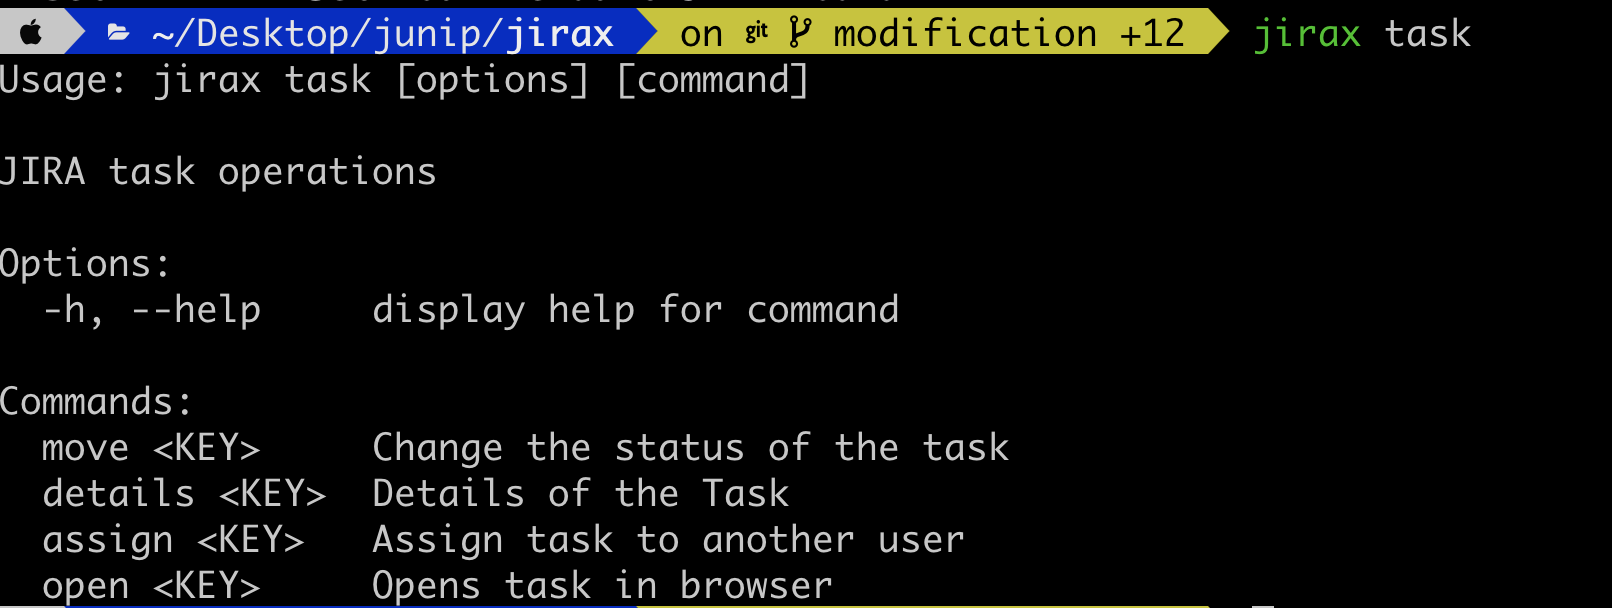 ~/Desktop/junip/jirax on git modification +12 jirax task
Usage: jirax task [options] [command]
JIRA task operations
Options:
-h, --help display help for command
Commands:
move <KEY> Change the status of the task
details <KEY> Details of the Task
assign <KEY> Assign task to another user
open <KEY> Opens task in browser